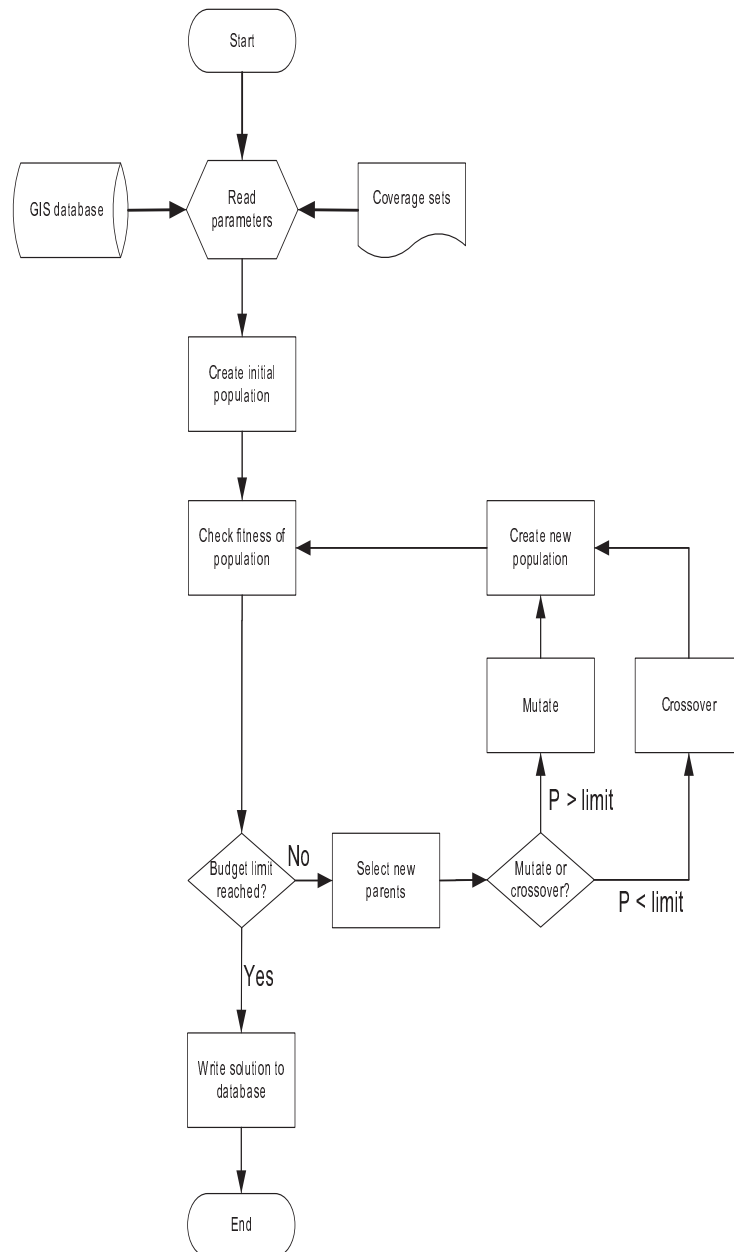 Start
GIS database
Read
parameters
Coverage sets
Create initial
population
Check fitness of
population
Create new
population
Mutate
Crossover
P > limit
Budget limit
reached?
No
Select new
parents
Mutate or
crossover?
P < limit
Yes
Write solution to
database
End